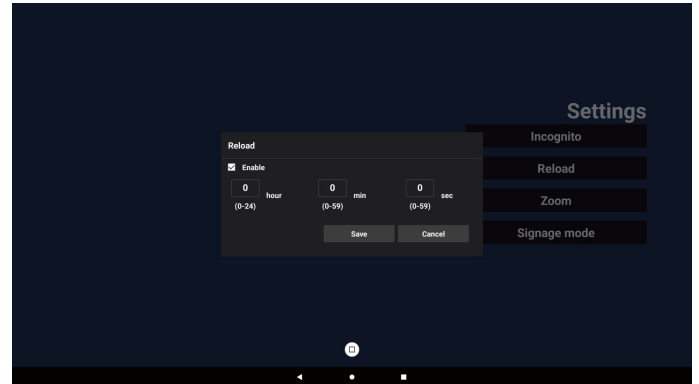 Settings
Incognito
Reload
Zoom
Signage mode
Reload
Enable
0 hour 0 min 0 sec
(0-24) (0-59) (0-59)
Save Cancel